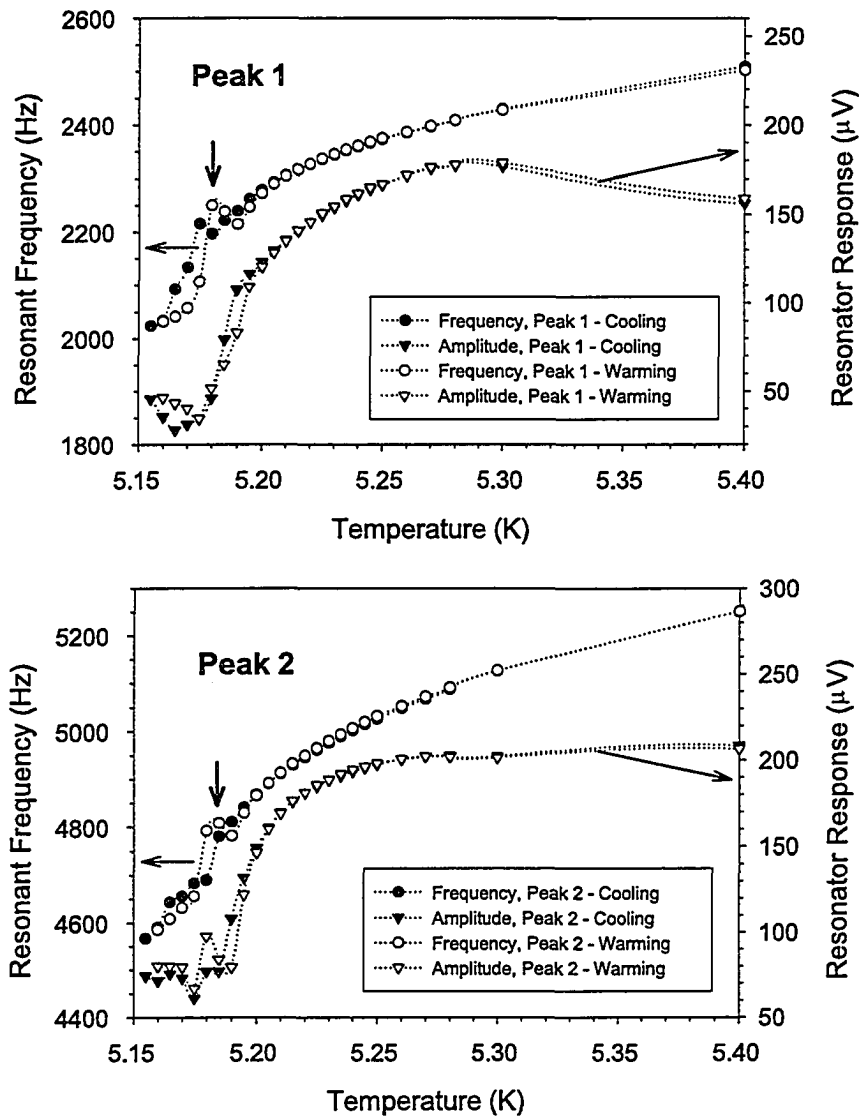 Peak 1
Resonant Frequency (Hz)
2600
2400
2200
2000
1800
Resonator Response (µV)
250
200
150
100
50
Frequency, Peak 1 - Cooling
Amplitude, Peak 1 - Cooling
Frequency, Peak 1 - Warming
Amplitude, Peak 1 - Warming
5.15 5.20 5.25 5.30 5.35 5.40
Temperature (K)
Peak 2
Resonant Frequency (Hz)
5200
5000
4800
4600
4400
Resonator Response (µV)
300
250
200
150
100
50
Frequency, Peak 2 - Cooling
Amplitude, Peak 2 - Cooling
Frequency, Peak 2 - Warming
Amplitude, Peak 2 - Warming
5.15 5.20 5.25 5.30 5.35 5.40
Temperature (K)